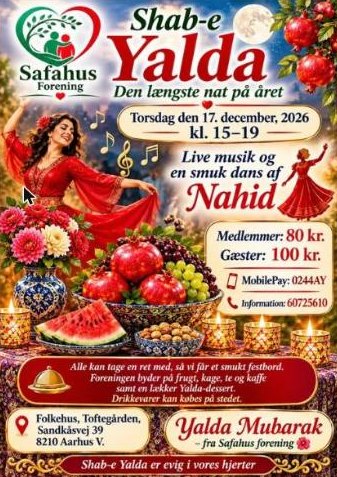 Safahus
Forening
Shab-e
Yalda
Den længste nat på året
Torsdag den 17. december, 2026
kl. 15–19
Live musik og
en smuk dans af
Nahid
Medlemmer: 80 kr.
Gæster: 100 kr.
MobilePay: 0244AY
Information: 60725610
Alle kan tage en ret med, så vi får et smukt festbord.
Foreningen byder på frugt, kage, te og kaffe
samt en lækker Yalda-dessert.
Drikkevarer kan købes på stedet.
Folkehus, Toftegården,
Sandkåsvej 39
8210 Aarhus V.
Yalda Mubarak
– fra Safahus forening
Shab-e Yalda er evig i vores hjerter